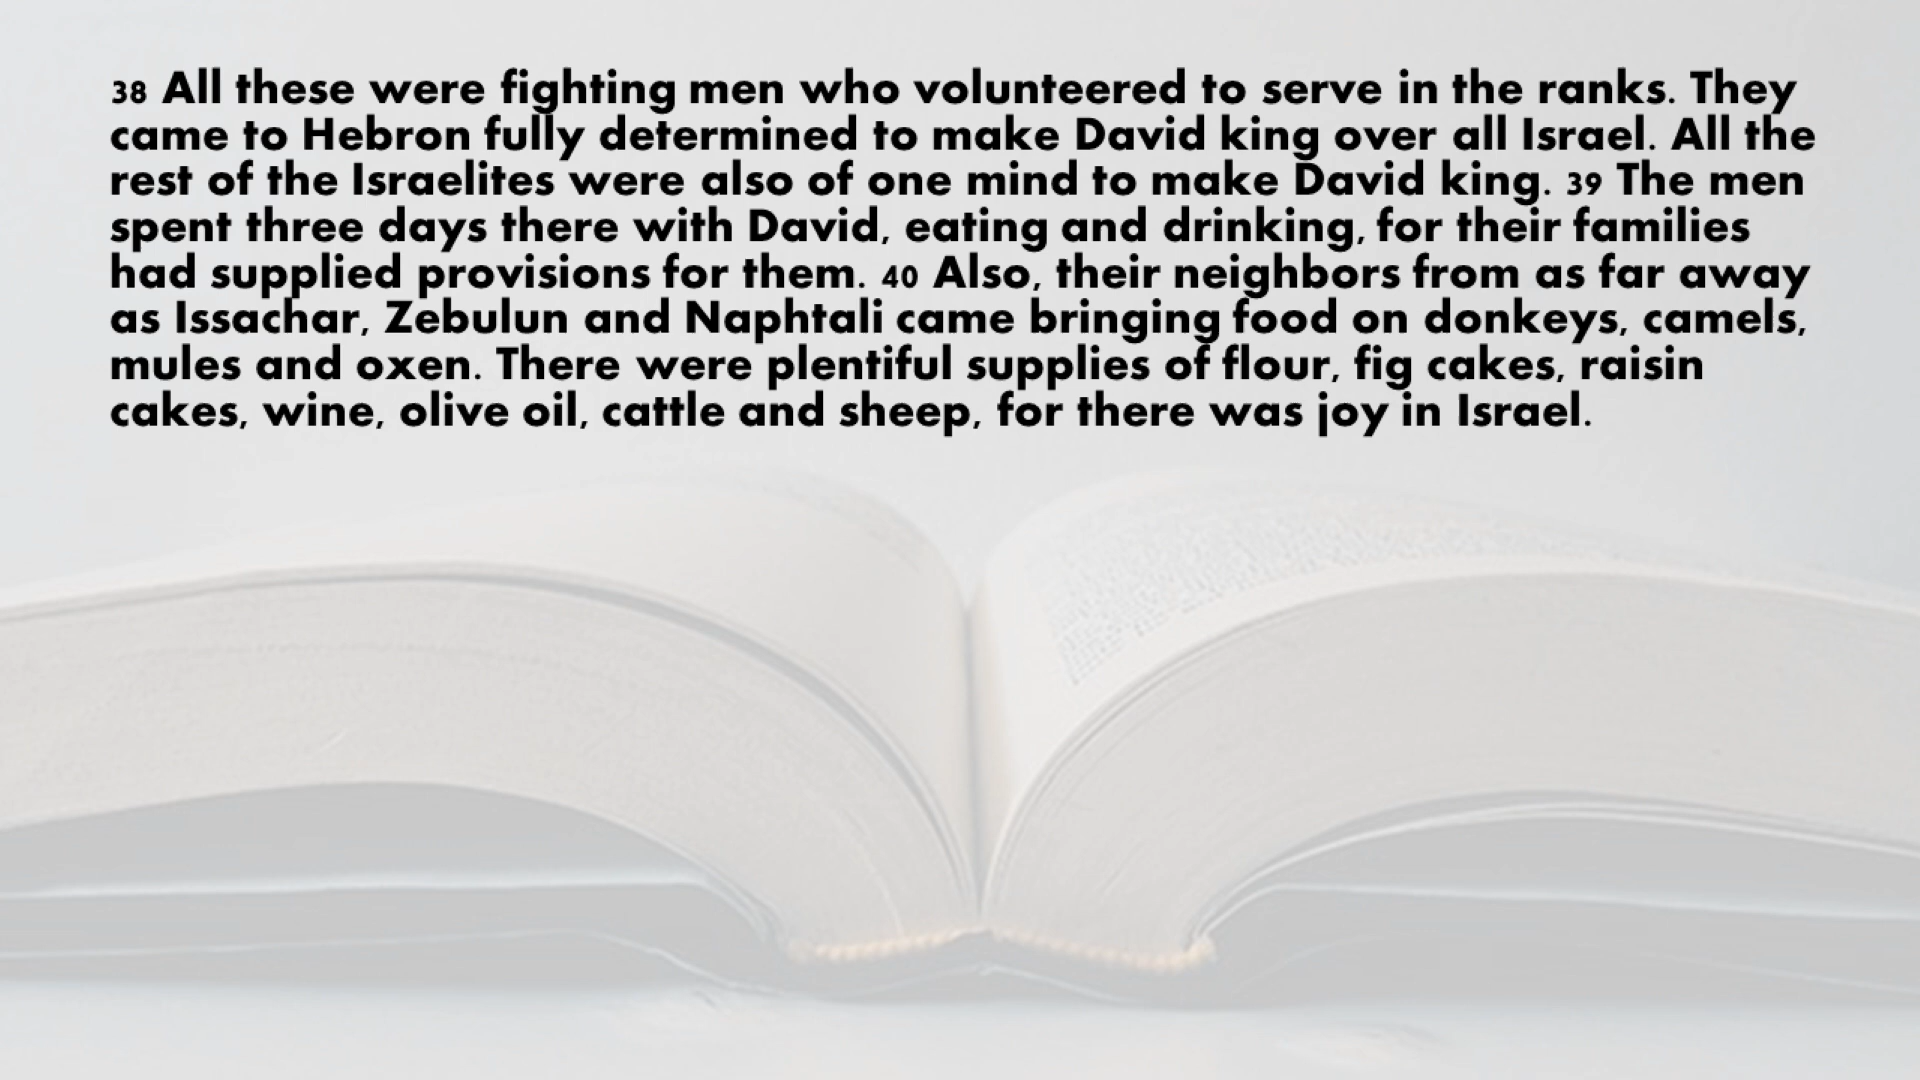 38 All these were fighting men who volunteered to serve in the ranks. They
came to Hebron fully determined to make David king over all Israel. All the
rest of the Israelites were also of one mind to make David king. 39 The men
spent three days there with David, eating and drinking, for their families
had supplied provisions for them. 40 Also, their neighbors from as far away
as Issachar, Zebulun and Naphtali came bringing food on donkeys, camels,
mules and oxen. There were plentiful supplies of flour, fig cakes, raisin
cakes, wine, olive oil, cattle and sheep, for there was joy in Israel.